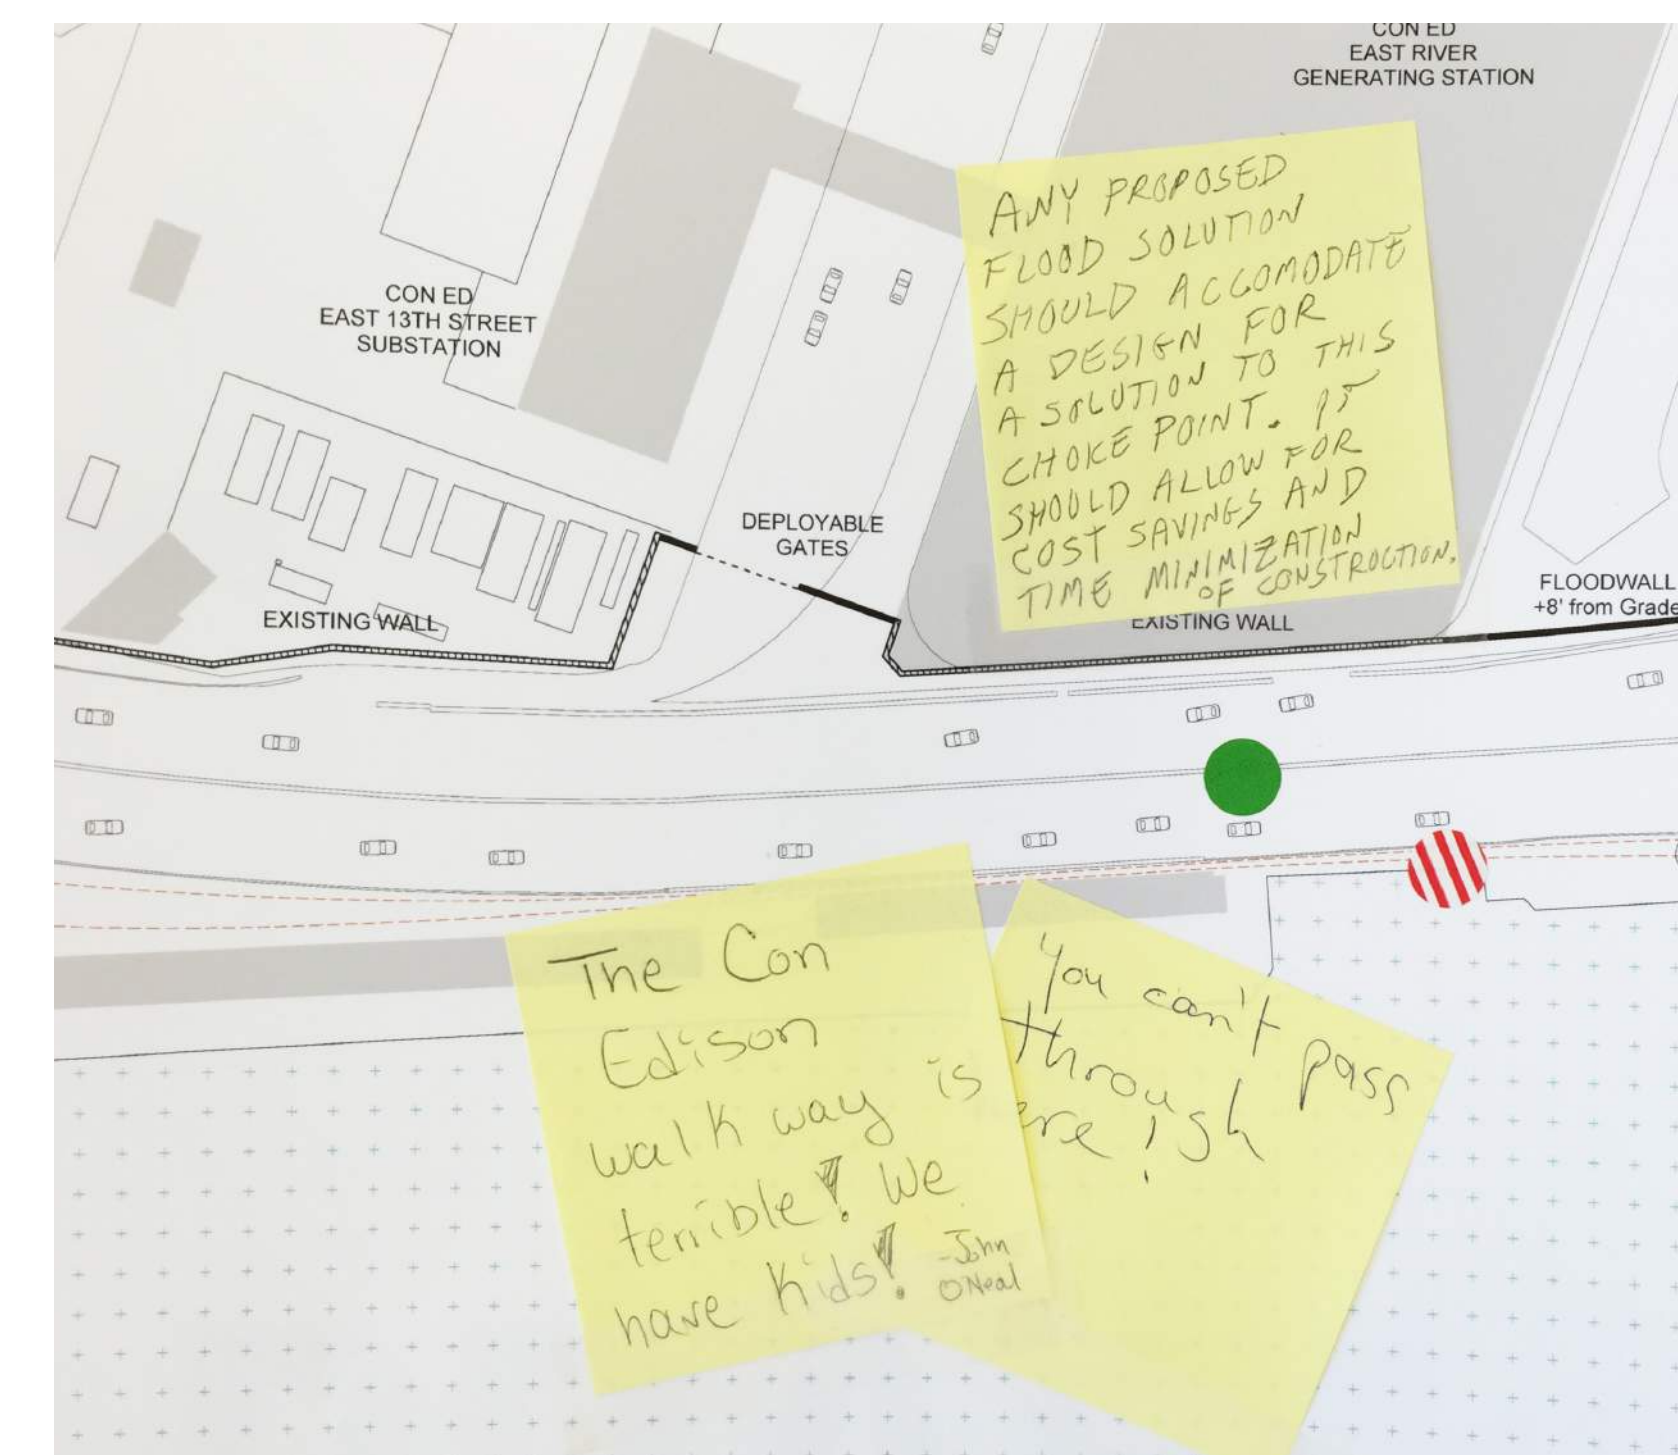 CON ED
EAST RIVER
GENERATING STATION
ANY PROPOSED
FLOOD SOLUTION
SHOULD ACCOMODATE
A DESIGN FOR
A SOLUTION TO THIS
CHOKE POINT. IT
SHOULD ALLOW FOR
COST SAVINGS AND
TIME MINIMIZATION
OF CONSTRUCTION.
CON ED
EAST 13TH STREET
SUBSTATION
DEPLOYABLE
GATES
EXISTING WALL
EXISTING WALL
FLOODWALL
+8' from Grade
The Con
Edison
walk way is
terrible! We
have kids!
-John
O'Neal
You can't pass
through
ere!